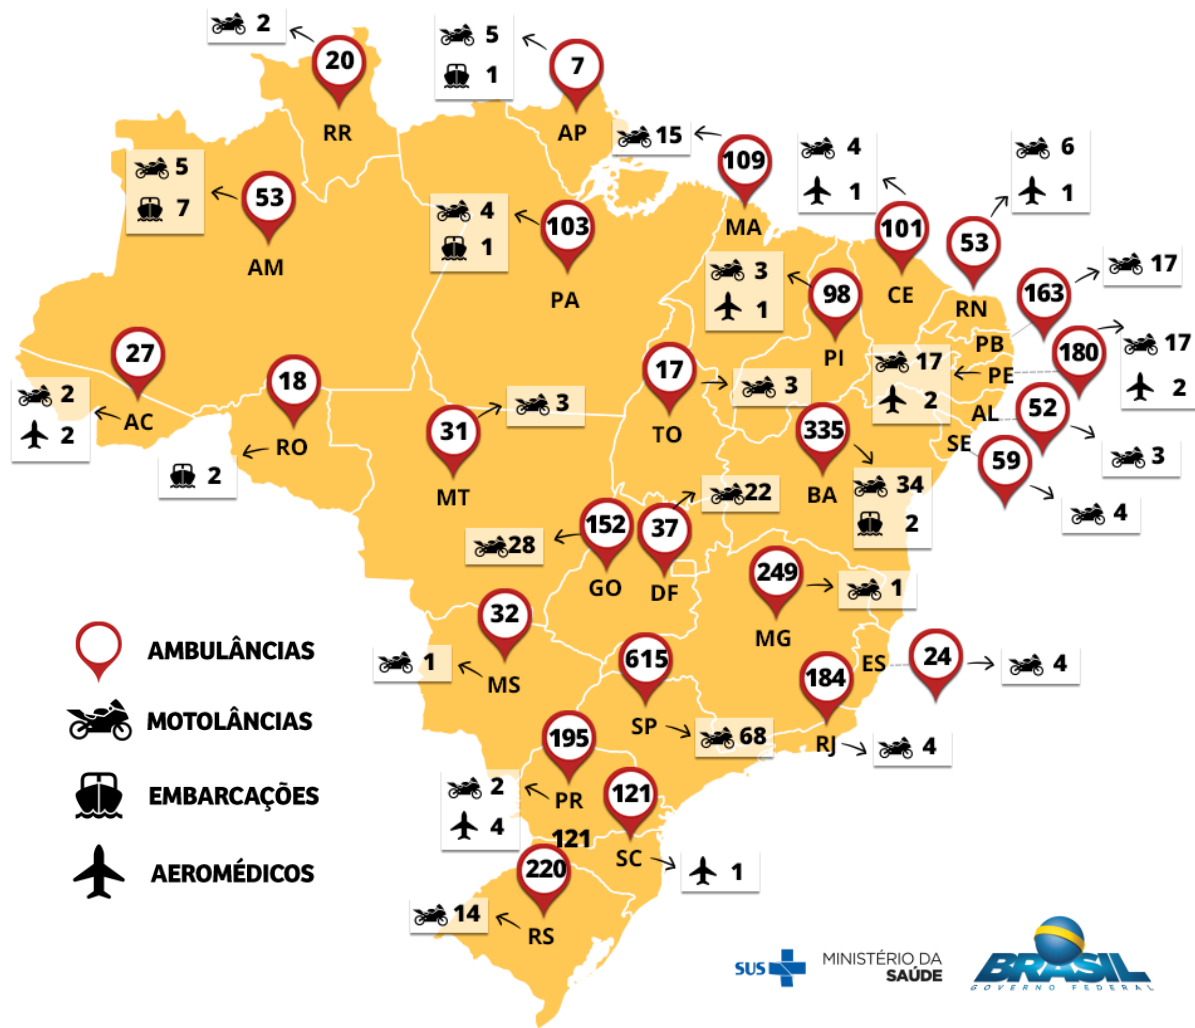 2
20
RR
5
1
7
AP
15
109
MA
4
1
101
CE
6
1
53
RN
5
7
53
AM
4
1
103
PA
3
1
98
PI
17
163
PB
17
2
180
PE
17
2
52
AL
3
59
SE
4
27
2
2
AC
18
RO
2
31
3
MT
17
3
TO
335
BA
34
2
152
28
GO
22
37
DF
249
1
MG
32
1
MS
615
SP
68
184
RJ
4
ES
24
4
195
PR
2
4
121
121
SC
1
220
14
RS
AMBULÂNCIAS
MOTOLÂNCIAS
EMBARCAÇÕES
AEROMÉDICOS
SUS
MINISTÉRIO DA
SAÚDE
BRASIL
GOVERNO FEDERAL